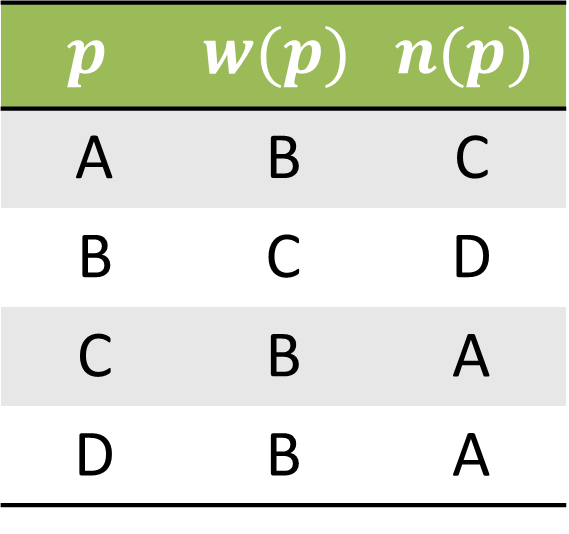 p w(p) n(p)
A B C
B C D
C B A
D B A